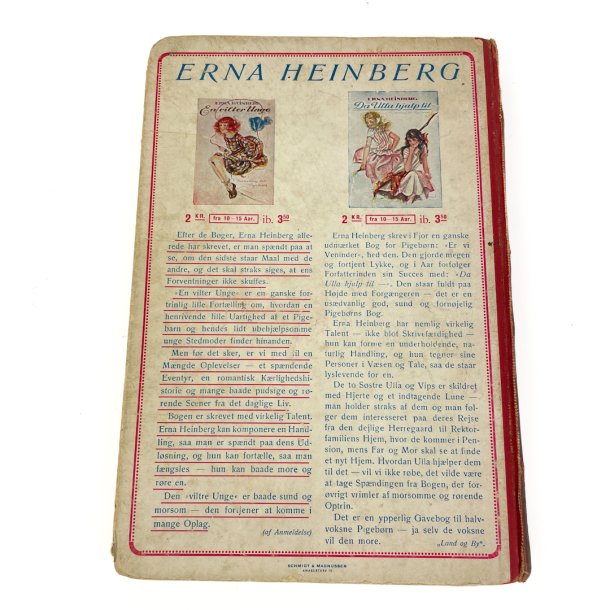 ERNA HEINBERG
ERNA HEINBERG
En vilter Unge
ERNA HEINBERG
Da Ulla hjalp til
2 KR. fra 10 — 15 Aar. ib. 3.50
Efter de Bøger, Erna Heinberg alle-
rede har skrevet, er man spændt paa at
se, om den sidste staar Maal med de
andre, og det skal straks siges, at ens
Forventninger ikke skuffes.
»En vilter Unge« er en ganske for-
trinlig lille Fortælling om, hvordan en
henrivende lille Uartighed af et Pige-
barn og hendes lidt ubehjælpsomme
unge Stedmoder finder hinanden.
Men før det sker, er vi med til en
Mængde Oplevelser — et spændende
Eventyr, en romantisk Kærlighedshi-
storie og mange baade pudsige og rø-
rende Scener fra det daglige Liv.
Bogen er skrevet med virkelig Talent.
Erna Heinberg kan komponere en Hand-
ling, saa man er spændt paa dens Ud-
løsning, og hun kan fortælle, saa man
fængsles — hun kan baade more og
røre en.
Den »viltre Unge« er baade sund og
morsom — den fortjener at komme i
mange Oplag.
(af Anmeldelse)
2 KR. fra 10 — 15 Aar. ib. 3.50
Erna Heinberg skrev i Fjor en ganske
udmærket Bog for Pigebørn: »Er vi
Veninder«, hed den. Den gjorde megen
og fortjent Lykke, og i Aar forfølger
Forfatterinden sin Succes med: »Da
Ulla hjalp til —«. Den staar fuldt paa
Højde med Forgængeren — det er en
usædvanlig god, sund og fornøjelig
Pigebørns Bog.
Erna Heinberg har nemlig virkelig
Talent — ikke blot Skrivefærdighed —
hun kan forme en underholdende, na-
turlig Handling, og hun tegner sine
Personer i Væsen og Tale, saa de staar
lyslevende for en.
De to Søstre Ulla og Vips er skildret
med Hjerte og et indtagende Lune —
man holder straks af dem og man føl-
ger dem interesseret paa deres Rejse
fra den dejlige Herregaard til Rektor-
familiens Hjem, hvor de kommer i Pen-
sion, mens Far og Mor skal se at finde
et nyt Hjem. Hvordan Ulla hjælper dem
til det — vil vi ikke røbe, det vilde være
at tage Spændingen fra Bogen, der for-
øvrigt vrimler af morsomme og rørende
Optrin.
Det er en ypperlig Gavebog til halv-
voksne Pigebørn — ja selv de voksne
vil den more.
„Land og By“.
SCHMIDT & MAGNUSSEN